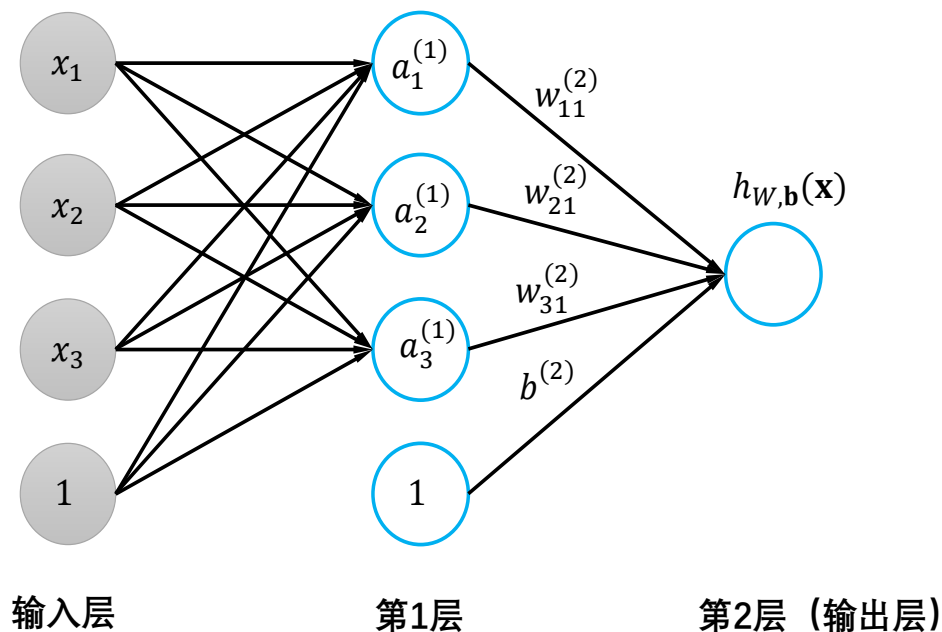 x₁
x₂
x₃
1
a₁⁽¹⁾
a₂⁽¹⁾
a₃⁽¹⁾
1
w₁₁⁽²⁾
w₂₁⁽²⁾
w₃₁⁽²⁾
b⁽²⁾
h_{W,𝐛}(𝐱)
输入层
第1层
第2层（输出层）